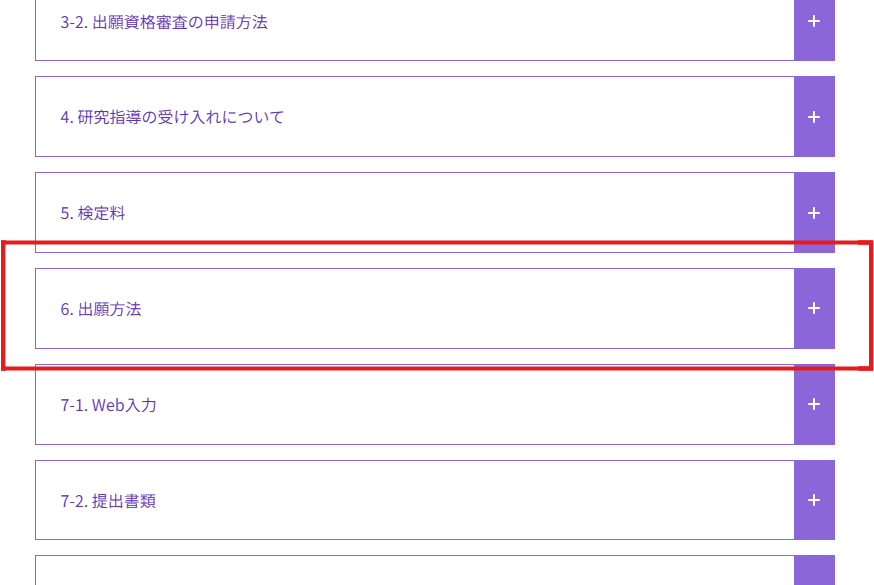 3-2. 出願資格審査の申請方法
4. 研究指導の受け入れについて
5. 検定料
6. 出願方法
7-1. Web入力
7-2. 提出書類